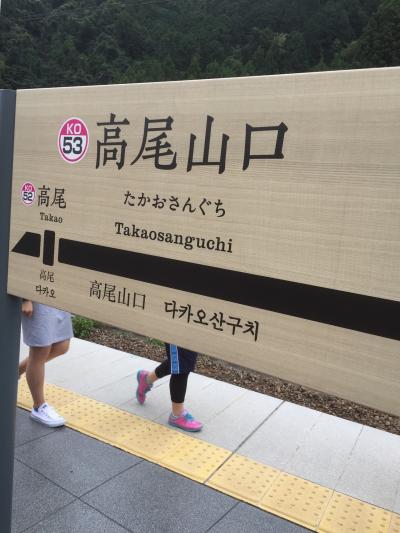 KO
53
高尾山口
たかおさんぐち
Takaosanguchi
KO
52
高尾
Takao
高尾
다카오
高尾山口 다카오산구치